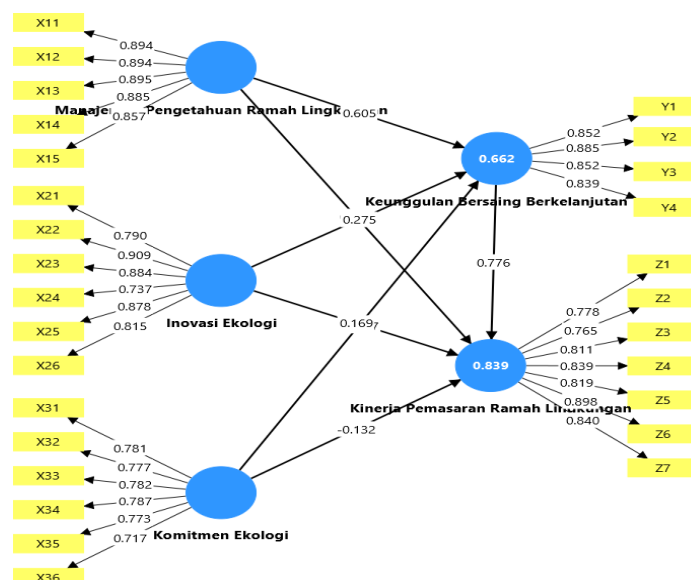 X11
X12
X13
X14
X15
0.894
0.894
0.895
0.885
0.857
Pengetahuan Ramah
0.605
X21
X22
X23
X24
X25
X26
0.790
0.909
0.884
0.737
0.878
0.815
Inovasi Ekologi
0.275
0.169
X31
X32
X33
X34
X35
X36
0.781
0.777
0.782
0.787
0.773
0.717
Komitmen Ekologi
-0.132
0.662
Keunggulan Bersaing Berkelanjutan
0.852
0.885
0.852
0.839
Y1
Y2
Y3
Y4
0.776
0.839
Kinerja Pemasaran Ramah
0.778
0.765
0.811
0.839
0.819
0.898
0.840
Z1
Z2
Z3
Z4
Z5
Z6
Z7